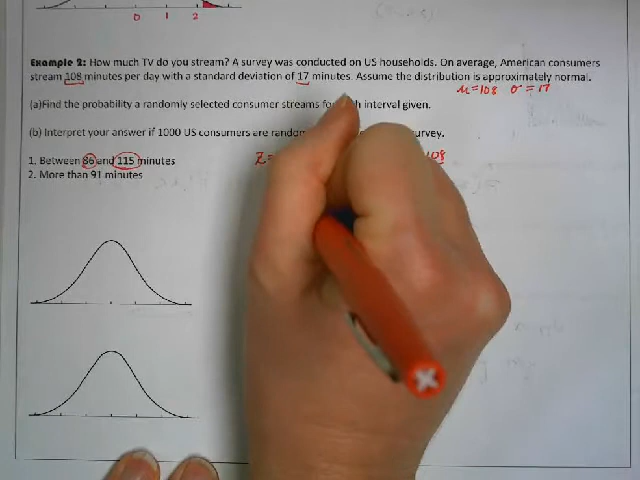 0 1 2
Example 2: How much TV do you stream? A survey was conducted on US households. On average, American consumers
stream 108 minutes per day with a standard deviation of 17 minutes. Assume the distribution is approximately normal.
μ=108 σ=17
(a)Find the probability a randomly selected consumer streams for interval given.
(b) Interpret your answer if 1000 US consumers are survey.
1. Between 86 and 115 minutes Z= 108
2. More than 91 minutes